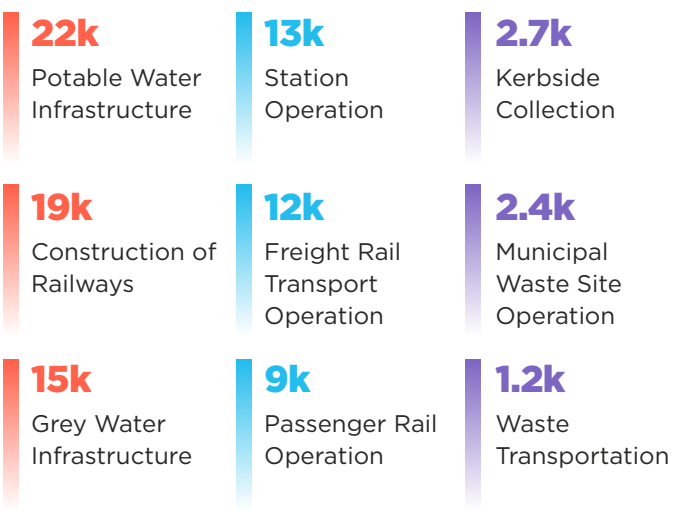 22k
Potable Water
Infrastructure
13k
Station
Operation
2.7k
Kerbside
Collection
19k
Construction of
Railways
12k
Freight Rail
Transport
Operation
2.4k
Municipal
Waste Site
Operation
15k
Grey Water
Infrastructure
9k
Passenger Rail
Operation
1.2k
Waste
Transportation